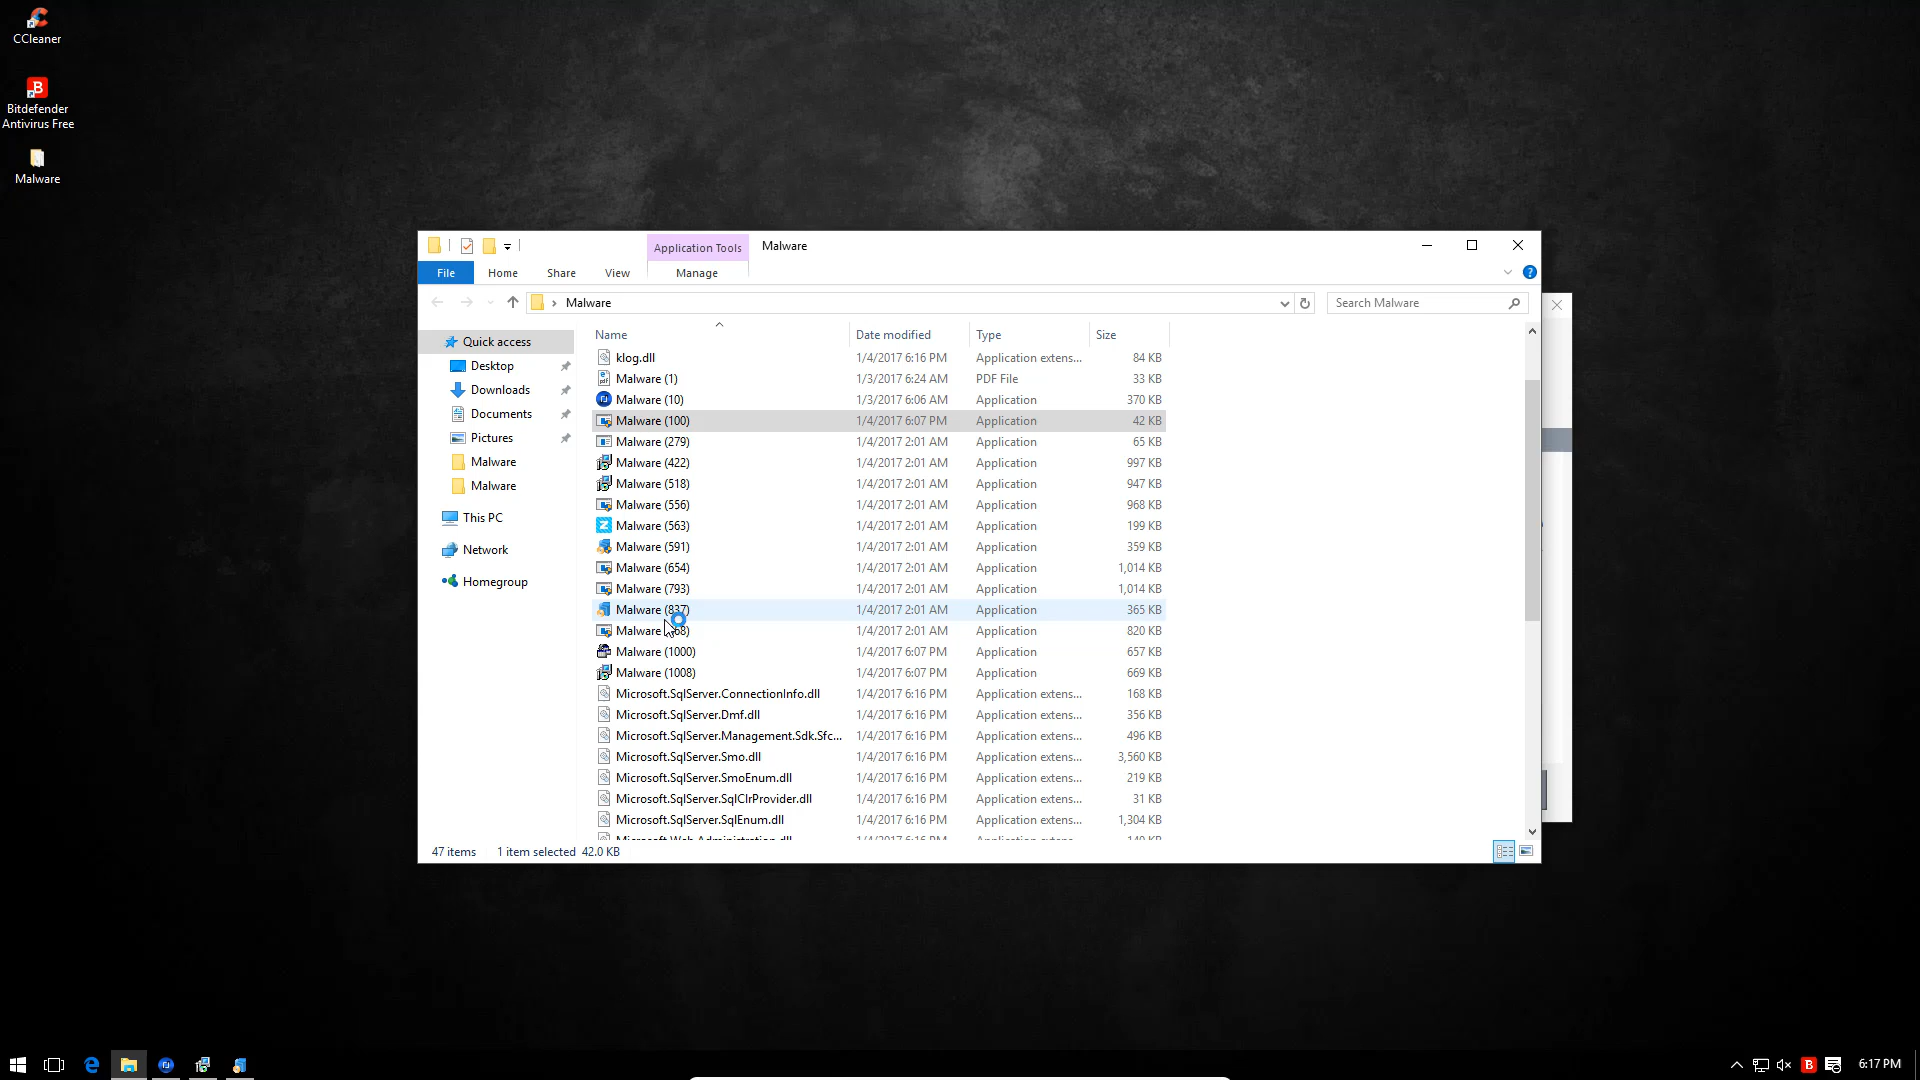 CCleaner
Bitdefender
Antivirus Free
Malware
Application Tools
Malware
File
Home
Share
View
Manage
Malware
Search Malware
Quick access
Desktop
Downloads
Documents
Pictures
Malware
Malware
This PC
Network
Homegroup
Name Date modified Type Size
klog.dll 1/4/2017 6:16 PM Application extens... 84 KB
Malware (1) 1/3/2017 6:24 AM PDF File 33 KB
Malware (10) 1/3/2017 6:06 AM Application 370 KB
Malware (100) 1/4/2017 6:07 PM Application 42 KB
Malware (279) 1/4/2017 2:01 AM Application 65 KB
Malware (422) 1/4/2017 2:01 AM Application 997 KB
Malware (518) 1/4/2017 2:01 AM Application 947 KB
Malware (556) 1/4/2017 2:01 AM Application 968 KB
Malware (563) 1/4/2017 2:01 AM Application 199 KB
Malware (591) 1/4/2017 2:01 AM Application 359 KB
Malware (654) 1/4/2017 2:01 AM Application 1,014 KB
Malware (793) 1/4/2017 2:01 AM Application 1,014 KB
Malware (837) 1/4/2017 2:01 AM Application 365 KB
Malware 1/4/2017 2:01 AM Application 820 KB
Malware (1000) 1/4/2017 6:07 PM Application 657 KB
Malware (1008) 1/4/2017 6:07 PM Application 669 KB
Microsoft.SqlServer.ConnectionInfo.dll 1/4/2017 6:16 PM Application extens... 168 KB
Microsoft.SqlServer.Dmf.dll 1/4/2017 6:16 PM Application extens... 356 KB
Microsoft.SqlServer.Management.Sdk.Sfc... 1/4/2017 6:16 PM Application extens... 496 KB
Microsoft.SqlServer.Smo.dll 1/4/2017 6:16 PM Application extens... 3,560 KB
Microsoft.SqlServer.SmoEnum.dll 1/4/2017 6:16 PM Application extens... 219 KB
Microsoft.SqlServer.SqlClrProvider.dll 1/4/2017 6:16 PM Application extens... 31 KB
Microsoft.SqlServer.SqlEnum.dll 1/4/2017 6:16 PM Application extens... 1,304 KB
Microsoft.Web.Administration.dll 1/4/2017 6:16 PM Application extens... 140 KB
47 items 1 item selected 42.0 KB
6:17 PM